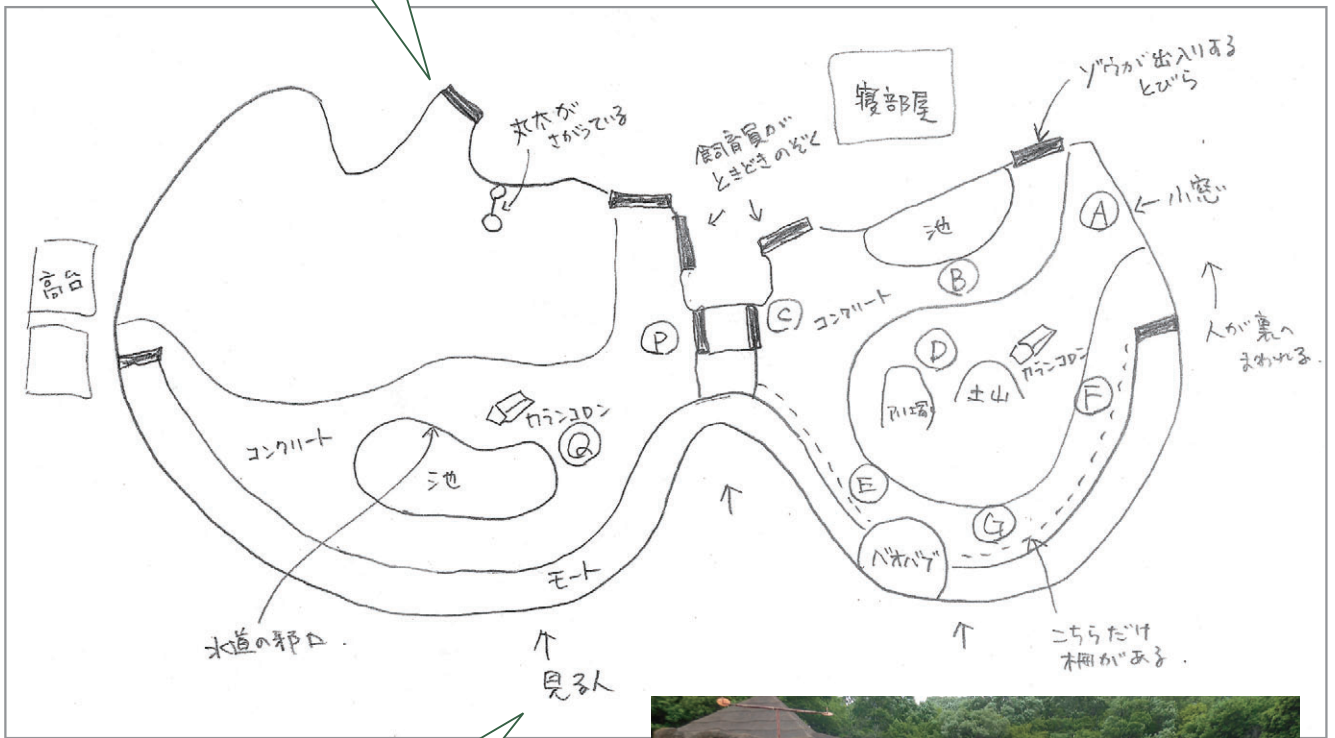 丸太が
さがっている
飼育員が
ときどきのぞく
寝部屋
ゾウが出入りする
とびら
高台
池
A
小窓
B
人が裏へ
まわれる.
P
C
コンクリート
D
カランコロン
アリ塚
土山
F
カランコロン
Q
コンクリート
池
E
G
モート
ベオバブ
水道の蛇口.
見る人
こちらだけ
柵がある.